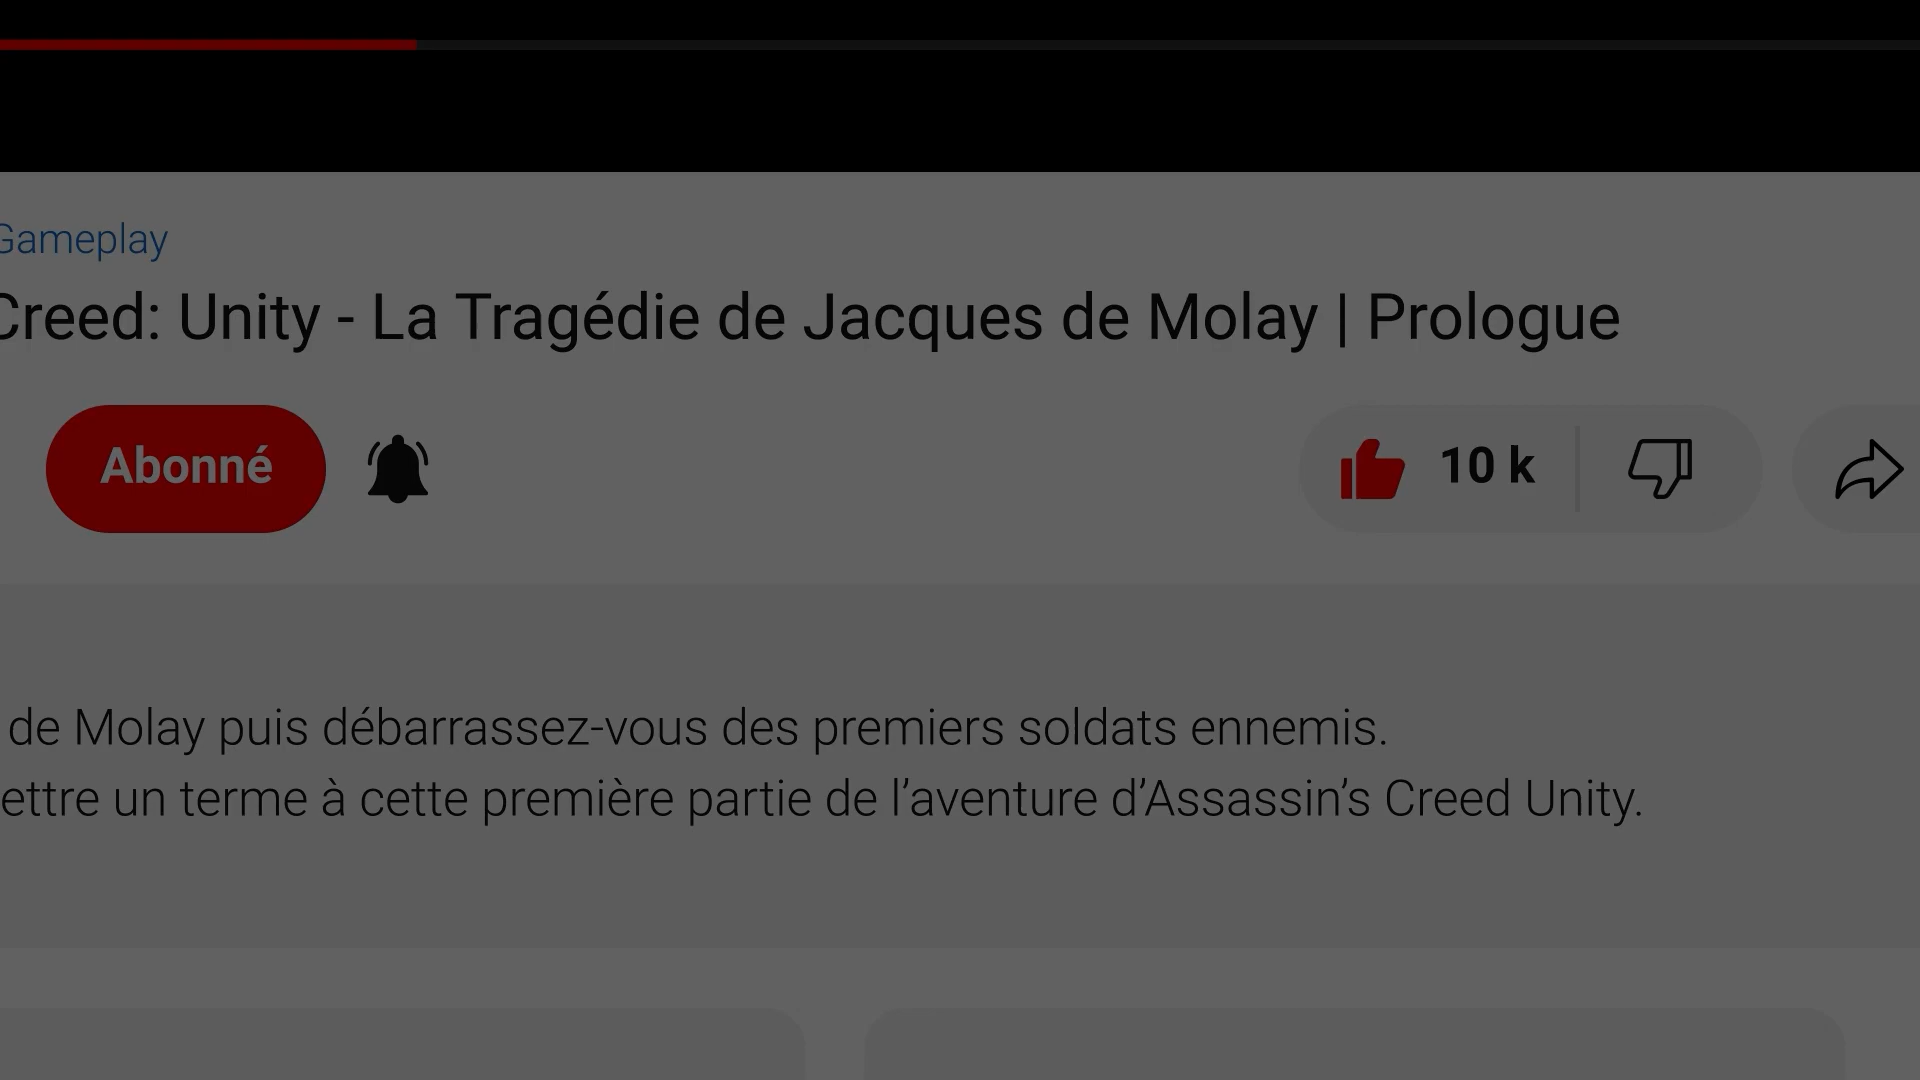 Gameplay
Creed: Unity - La Tragédie de Jacques de Molay | Prologue
Abonné
10 k
de Molay puis débarrassez-vous des premiers soldats ennemis.
ettre un terme à cette première partie de l’aventure d’Assassin’s Creed Unity.